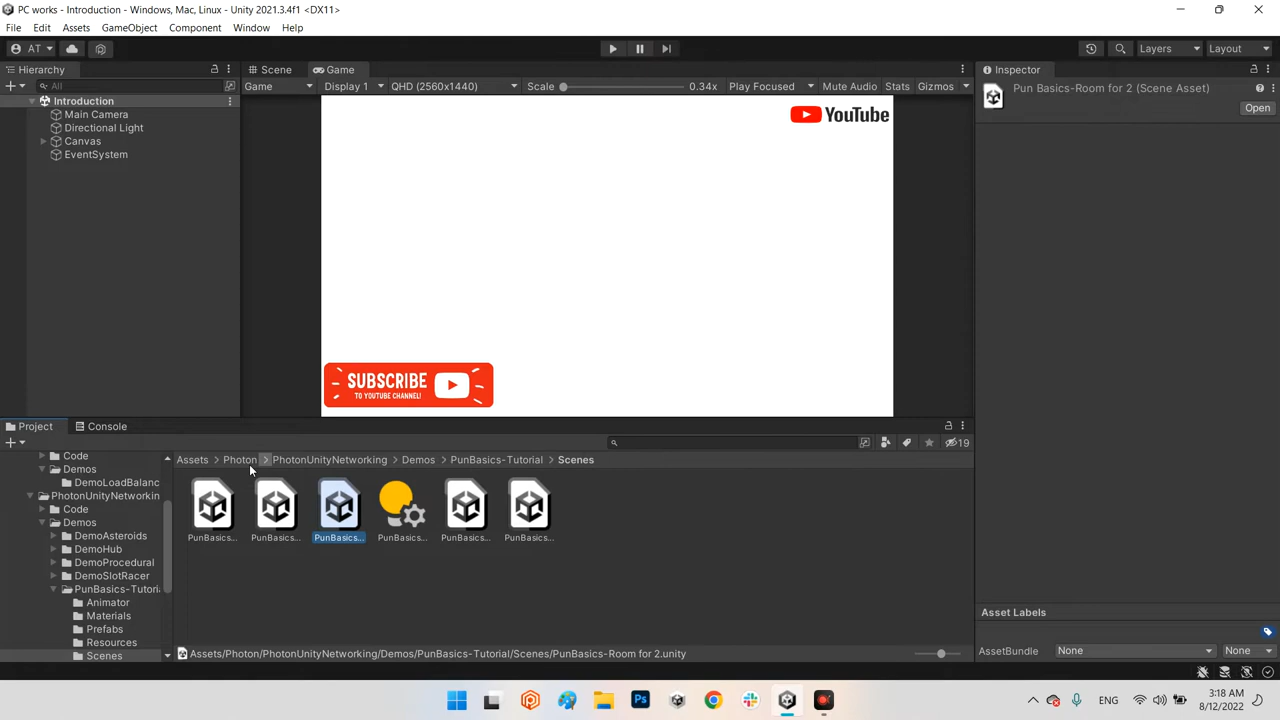 PC works - Introduction - Windows, Mac, Linux - Unity 2021.3.4f1 <DX11>
File Edit Assets GameObject Component Window Help
AT Layers Layout
Hierarchy Scene Game Inspector
All Game Display 1 QHD (2560x1440) Scale 0.34x Play Focused Mute Audio Stats Gizmos
Pun Basics-Room for 2 (Scene Asset)
Open
Introduction
Main Camera
Directional Light
Canvas
EventSystem
YouTube
SUBSCRIBE
TO YOUTUBE CHANNEL!
Project Console
19
Assets > Photon > PhotonUnityNetworking > Demos > PunBasics-Tutorial > Scenes
Code
Demos
DemoLoadBalanc
PhotonUnityNetworkin
Code
Demos
DemoAsteroids
DemoHub
DemoProcedural
DemoSlotRacer
PunBasics-Tutoria
Animator
Materials
Prefabs
Resources
Scenes
PunBasics... PunBasics... PunBasics... PunBasics... PunBasics... PunBasics...
Assets/Photon/PhotonUnityNetworking/Demos/PunBasics-Tutorial/Scenes/PunBasics-Room for 2.unity
Asset Labels
AssetBundle None None
Ps
ENG
3:18 AM
8/12/2022